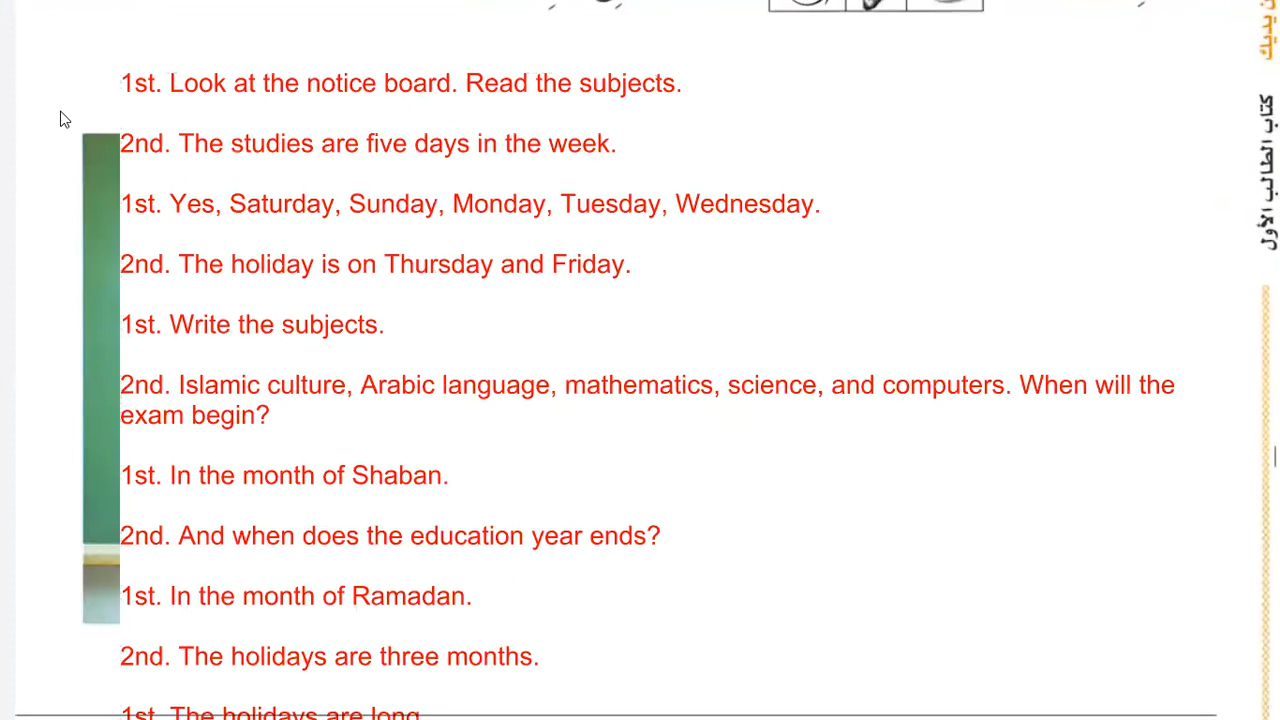 1st. Look at the notice board. Read the subjects.
2nd. The studies are five days in the week.
1st. Yes, Saturday, Sunday, Monday, Tuesday, Wednesday.
2nd. The holiday is on Thursday and Friday.
1st. Write the subjects.
2nd. Islamic culture, Arabic language, mathematics, science, and computers. When will the
exam begin?
1st. In the month of Shaban.
2nd. And when does the education year ends?
1st. In the month of Ramadan.
2nd. The holidays are three months.
1st. The holidays are long.
يديك
كتاب الطالب الأول